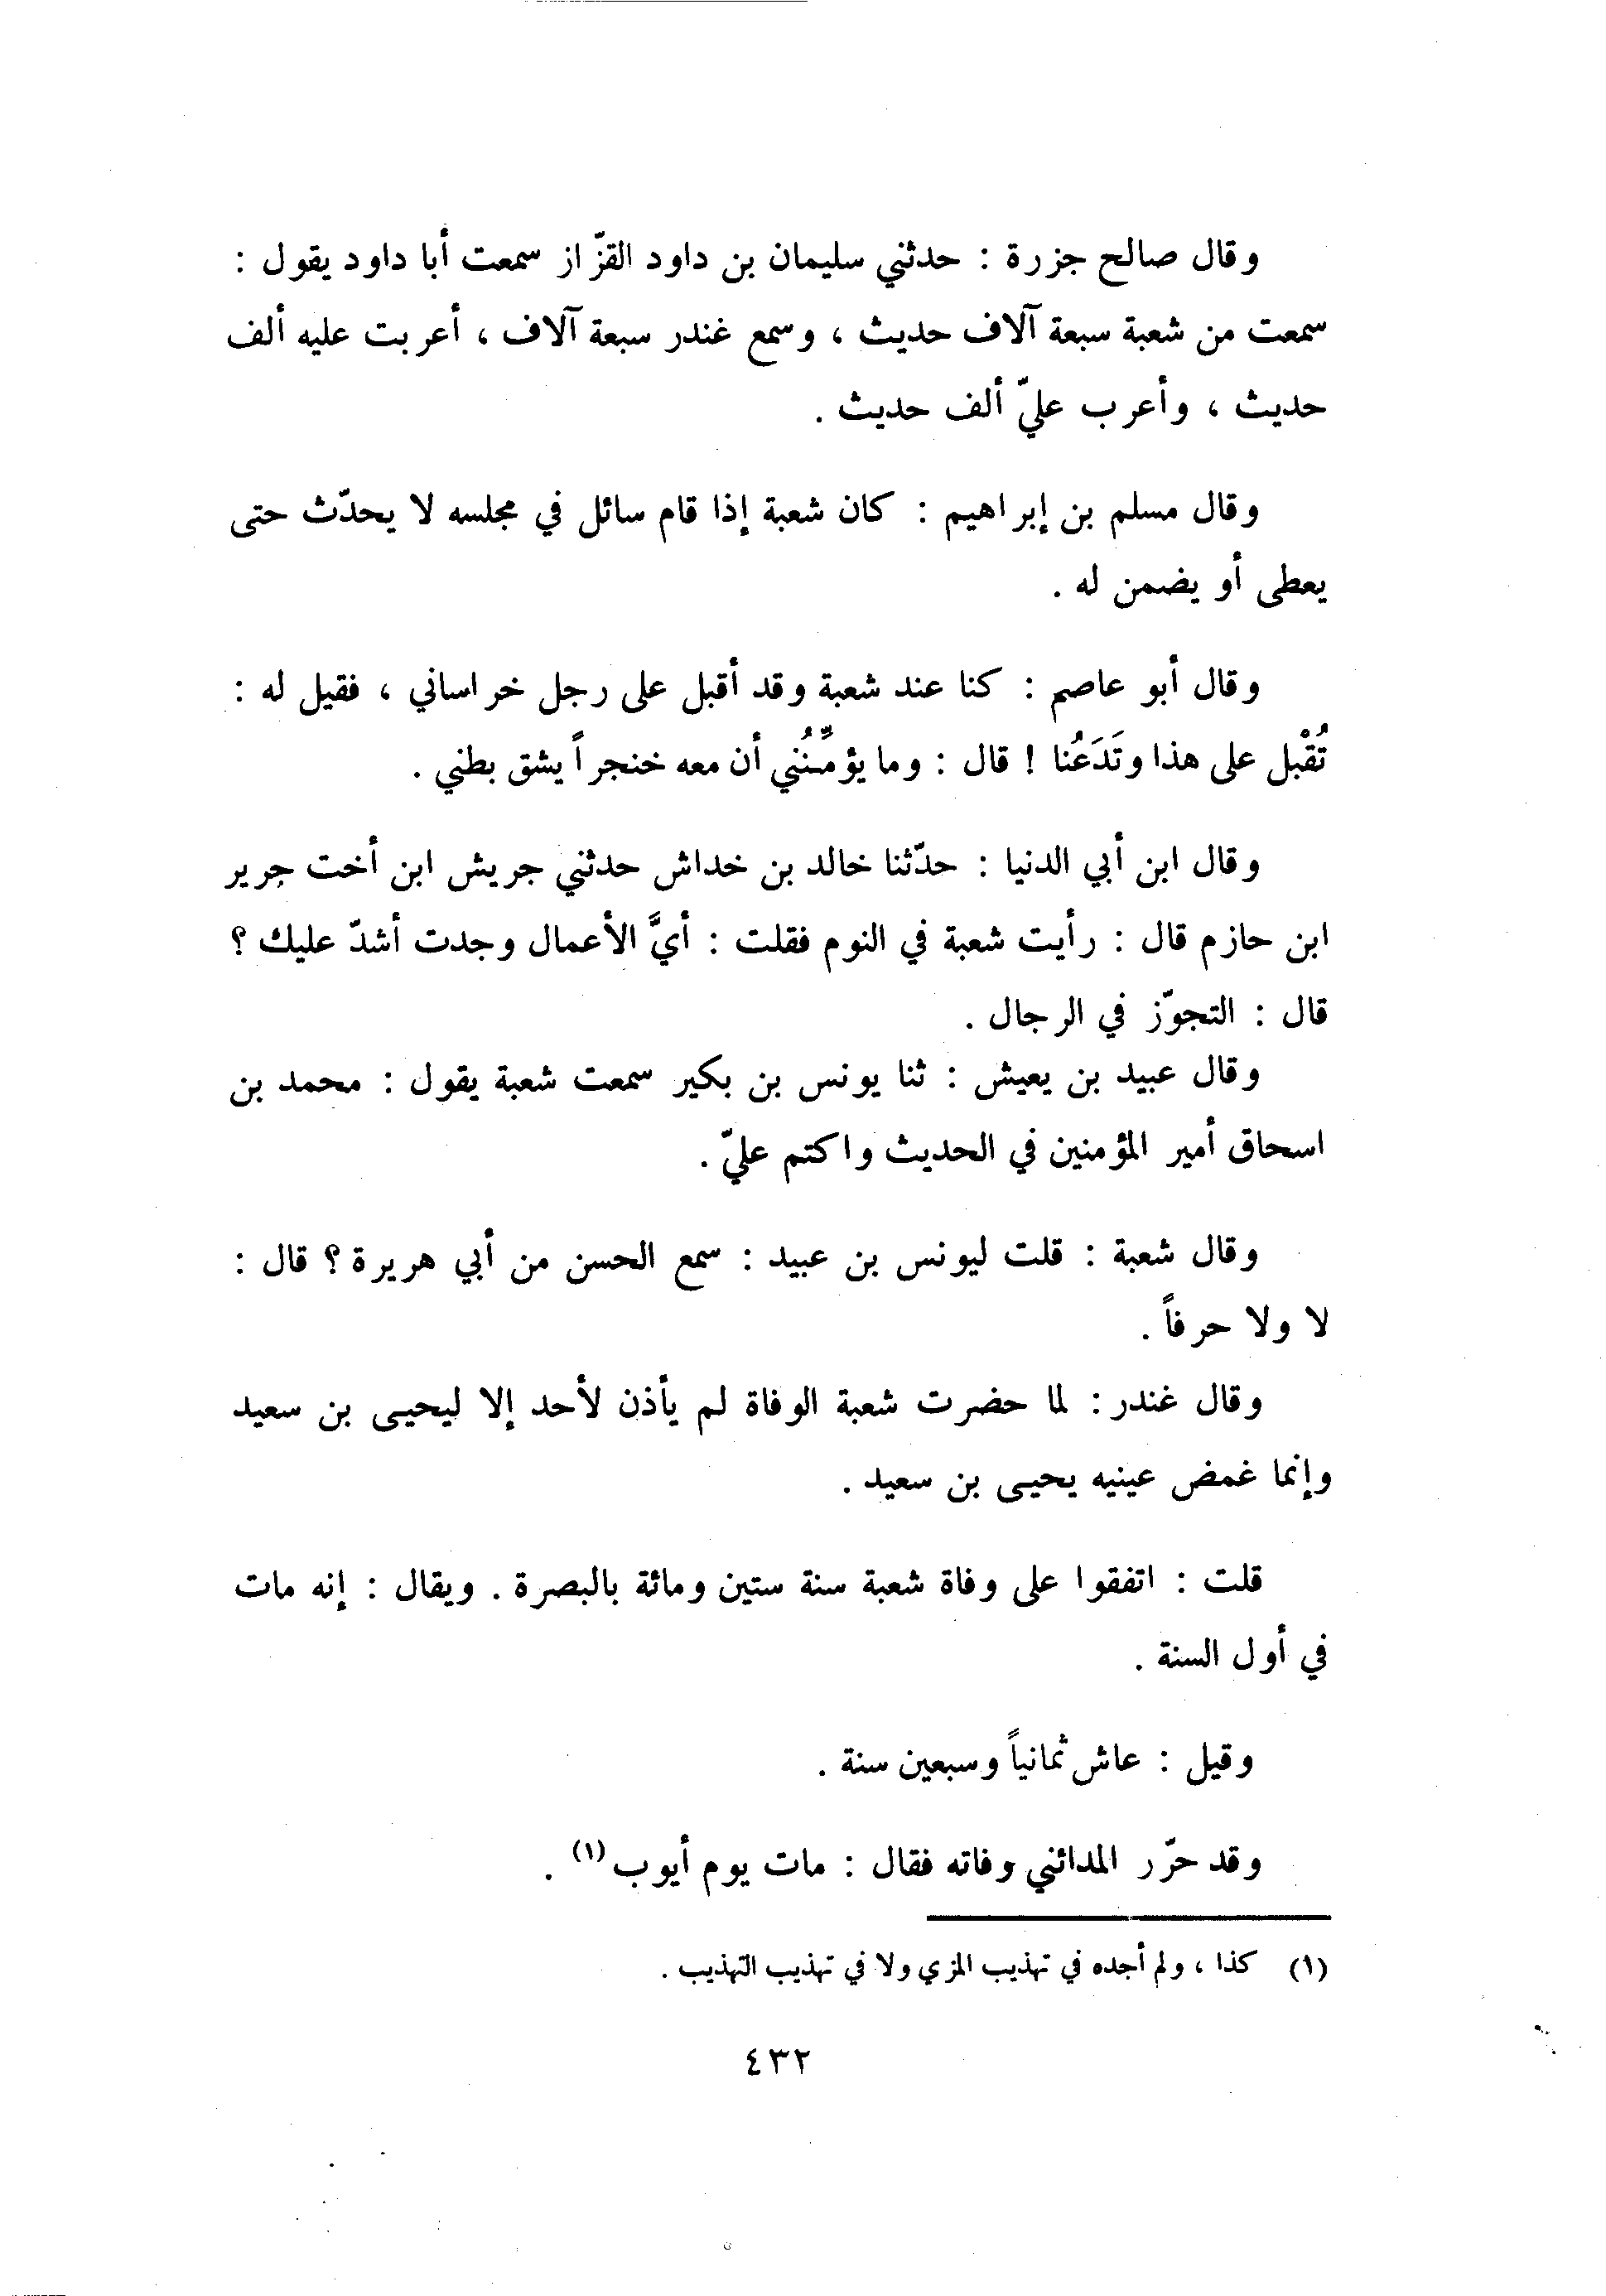 وقال صالح جزرة : حدثني سليمان بن داود القزّاز سمعت أبا داود يقول :
سمعت من شعبة سبعة آلاف حديث ، وسمع غندر سبعة آلاف ، أعربت عليه ألف
حديث ، وأعرب عليّ ألف حديث .
وقال مسلم بن إبراهيم : كان شعبة إذا قام سائل في مجلسه لا يحدّث حتى
يعطى أو يضمن له .
وقال أبو عاصم : كنا عند شعبة وقد أقبل على رجل خراساني ، فقيل له :
تُقْبل على هذا وتَدَعُنا ! قال : وما يؤمّنُني أن معه خنجراً يشق بطني .
وقال ابن أبي الدنيا : حدّثنا خالد بن خداش حدثني جريش ابن أخت جرير
ابن حازم قال : رأيت شعبة في النوم فقلت : أيَّ الأعمال وجدت أشدّ عليك ؟
قال : التجوّز في الرجال .
وقال عبيد بن يعيش : ثنا يونس بن بكير سمعت شعبة يقول : محمد بن
اسحاق أمير المؤمنين في الحديث واكتم عليّ .
وقال شعبة : قلت ليونس بن عبيد : سمع الحسن من أبي هريرة ؟ قال :
لا ولا حرفاً .
وقال غندر : لما حضرت شعبة الوفاة لم يأذن لأحد إلا ليحيى بن سعيد
وإنما غمض عينيه يحيى بن سعيد .
قلت : اتفقوا على وفاة شعبة سنة ستين ومائة بالبصرة . ويقال : إنه مات
في أول السنة .
وقيل : عاش ثمانياً وسبعين سنة .
وقد حرّر المدائني وفاته فقال : مات يوم أيوب (١) .
(١) كذا ، ولم أجده في تهذيب المزي ولا في تهذيب التهذيب .
٤٣٢